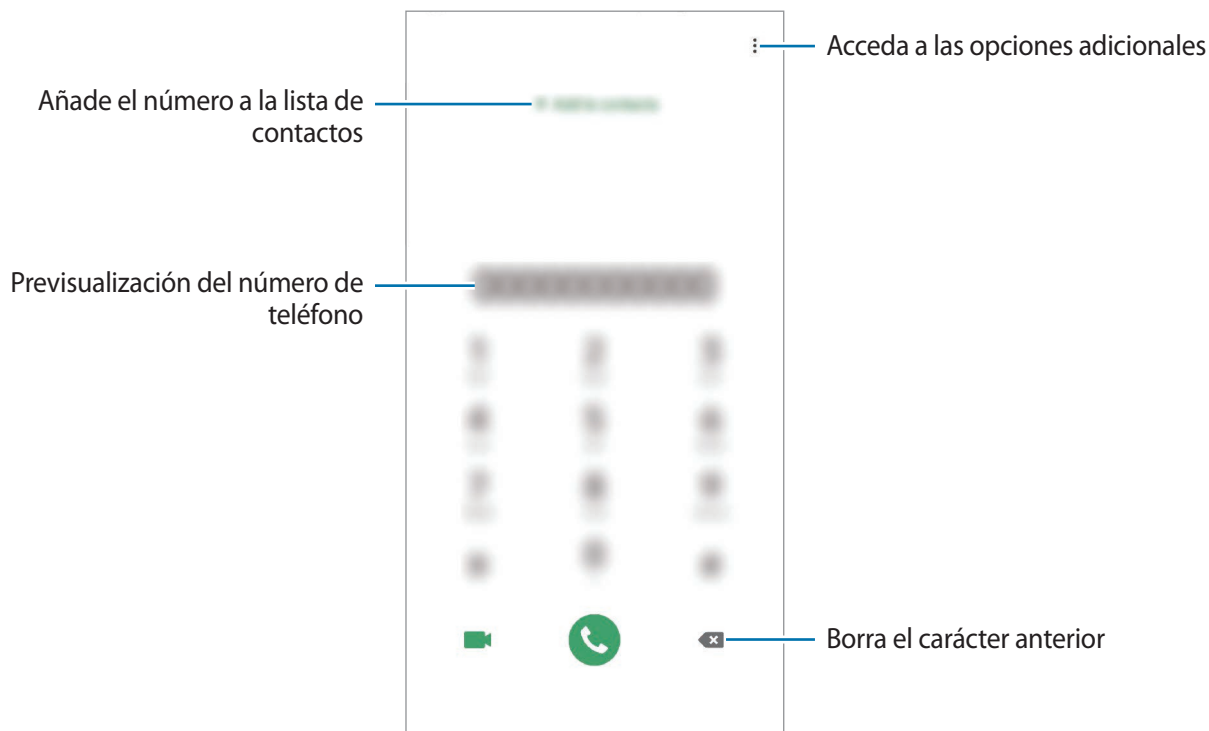 Acceda a las opciones adicionales
Añade el número a la lista de
contactos
Previsualización del número de
teléfono
Borra el carácter anterior